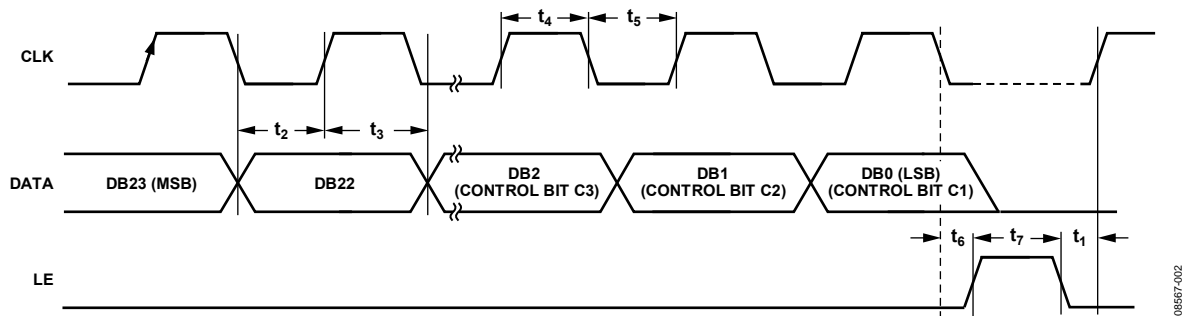 t4
t5
CLK
t2
t3
DATA
DB23 (MSB)
DB22
DB2
(CONTROL BIT C3)
DB1
(CONTROL BIT C2)
DB0 (LSB)
(CONTROL BIT C1)
t6
t7
t1
LE
08567-002